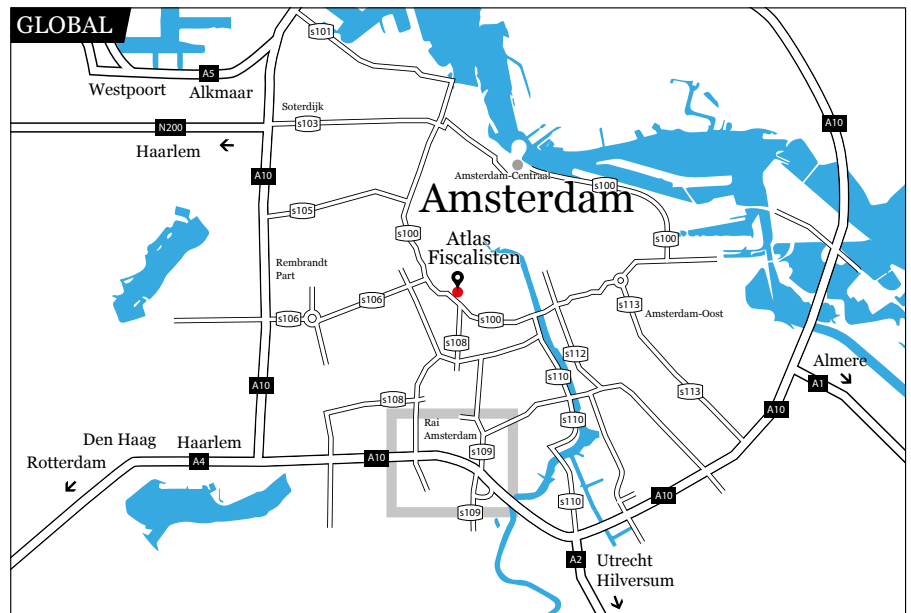 GLOBAL
s101
A5
Westpoort
Alkmaar
Soterdijk
s103
N200
A10
Haarlem
A10
Amsterdam-Centraal
s100
Amsterdam
s105
s100
s100
Atlas
Fiscalisten
Rembrandt
Part
s106
s106
s100
s113
Amsterdam-Oost
s108
s112
Almere
A1
s110
A10
s108
s113
A10
s110
Rai
Amsterdam
Den Haag
Haarlem
s109
Rotterdam
A4
A10
A10
s110
s109
A2
Utrecht
Hilversum